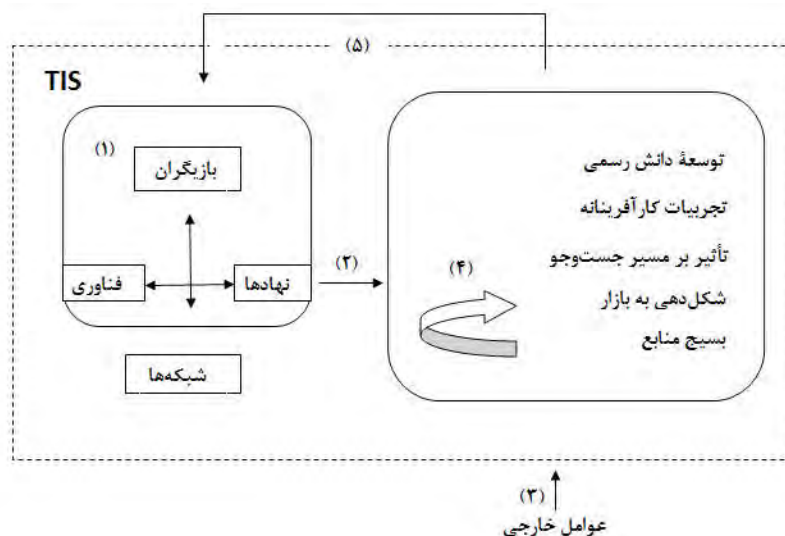 (۵)
TIS
(۱)
بازیگران
فناوری
نهادها
شبکه‌ها
(۲)
توسعهٔ دانش رسمی
تجربیات کارآفرینانه
تأثیر بر مسیر جست‌وجو
(۴)
شکل‌دهی به بازار
بسیج منابع
(۳)
عوامل خارجی